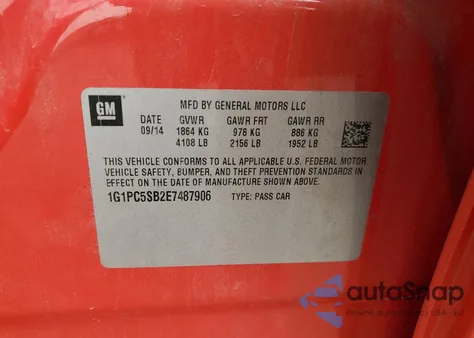 GM
MFD BY GENERAL MOTORS LLC
DATE GVWR GAWR FRT GAWR RR
09/14 1864 KG 978 KG 886 KG
4108 LB 2156 LB 1952 LB
THIS VEHICLE CONFORMS TO ALL APPLICABLE U.S. FEDERAL MOTOR
VEHICLE SAFETY, BUMPER, AND THEFT PREVENTION STANDARDS
IN EFFECT ON THE DATE OF MANUFACTURE SHOWN ABOVE.
1G1PC5SB2E7487906 TYPE: PASS CAR
autoSnap